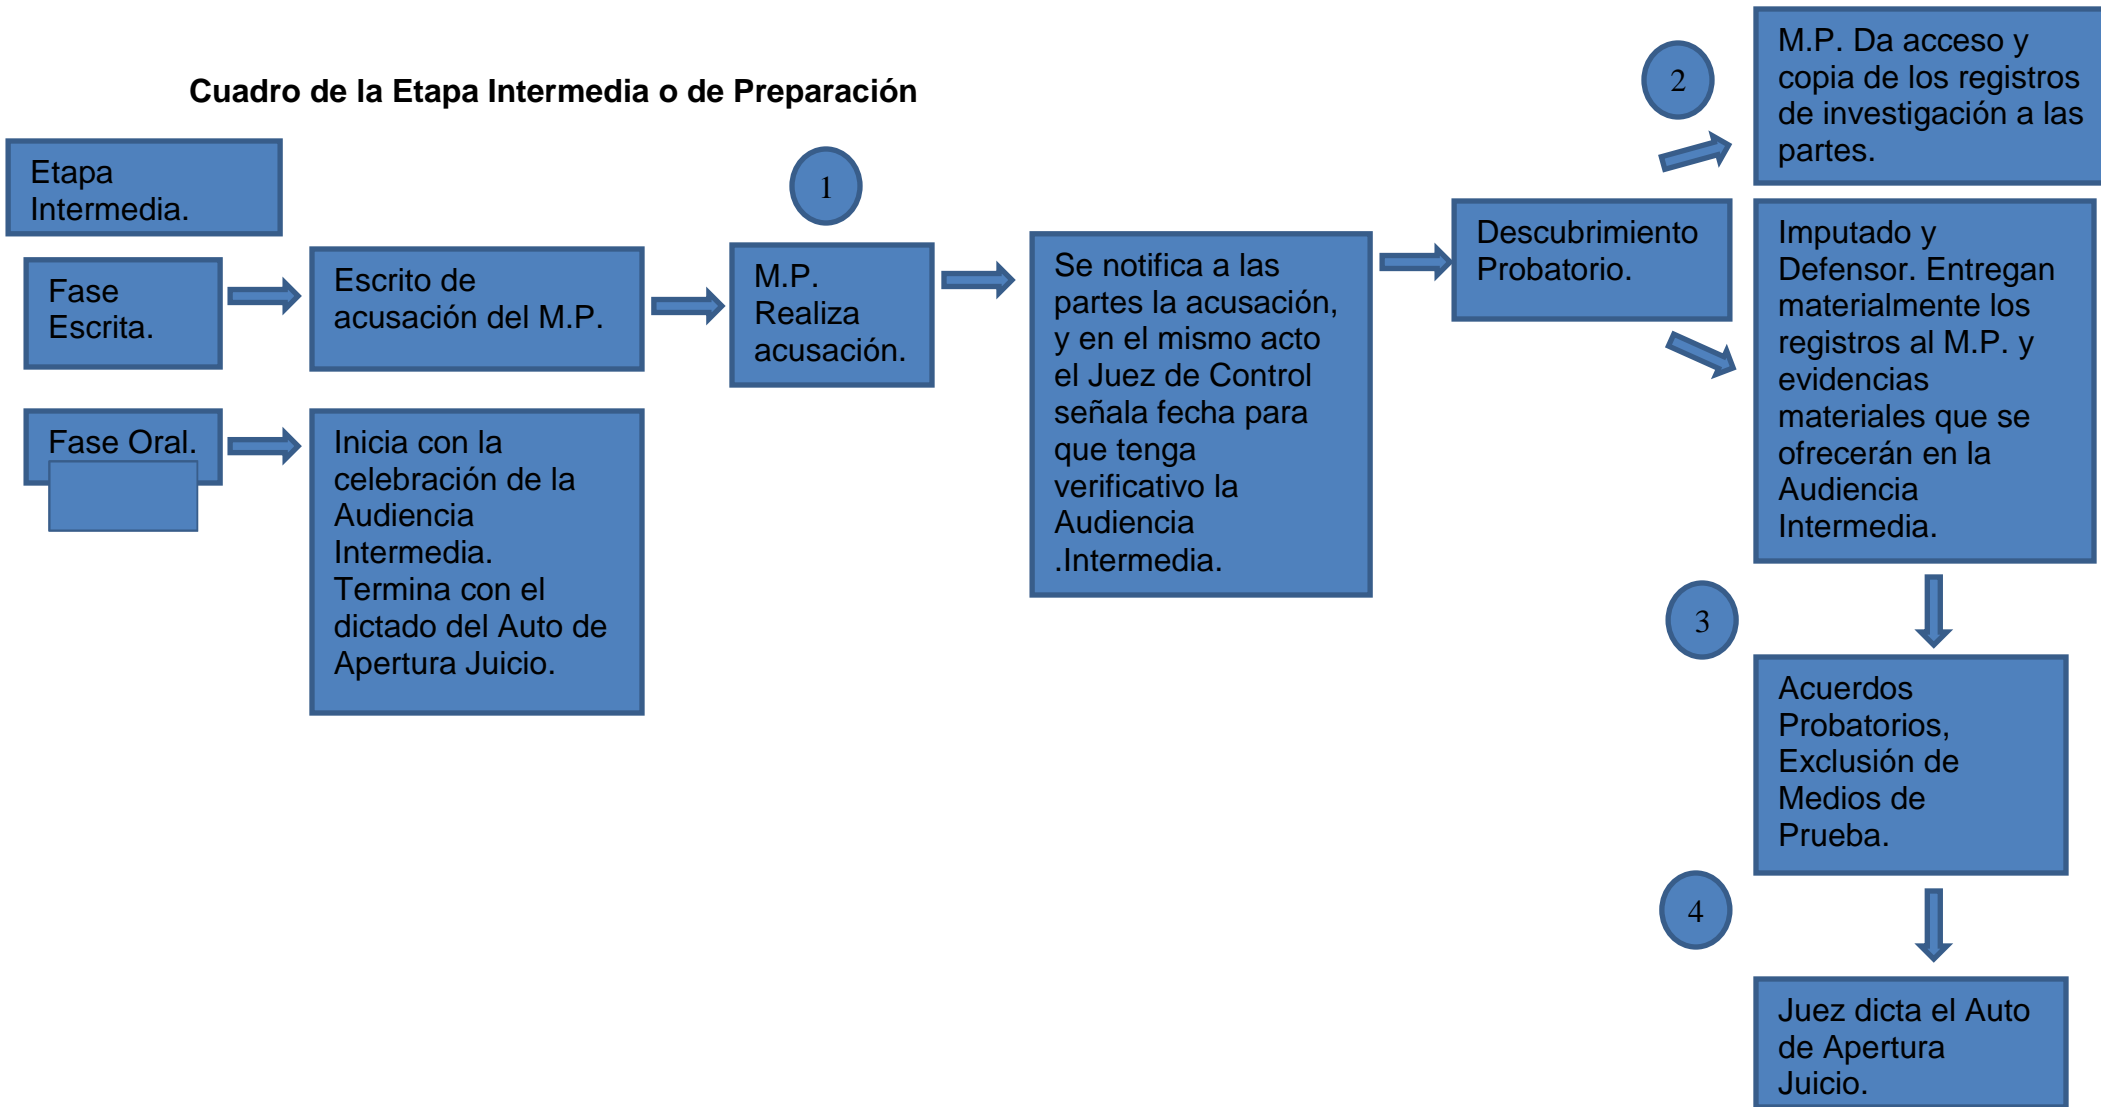 Cuadro de la Etapa Intermedia o de Preparación
Etapa
Intermedia.
Fase
Escrita.
Escrito de
acusación del M.P.
1
M.P.
Realiza
acusación.
Se notifica a las
partes la acusación,
y en el mismo acto
el Juez de Control
señala fecha para
que tenga
verificativo la
Audiencia
.Intermedia.
Descubrimiento
Probatorio.
2
M.P. Da acceso y
copia de los registros
de investigación a las
partes.
Imputado y
Defensor. Entregan
materialmente los
registros al M.P. y
evidencias
materiales que se
ofrecerán en la
Audiencia
Intermedia.
Fase Oral.
Inicia con la
celebración de la
Audiencia
Intermedia.
Termina con el
dictado del Auto de
Apertura Juicio.
3
Acuerdos
Probatorios,
Exclusión de
Medios de
Prueba.
4
Juez dicta el Auto
de Apertura
Juicio.